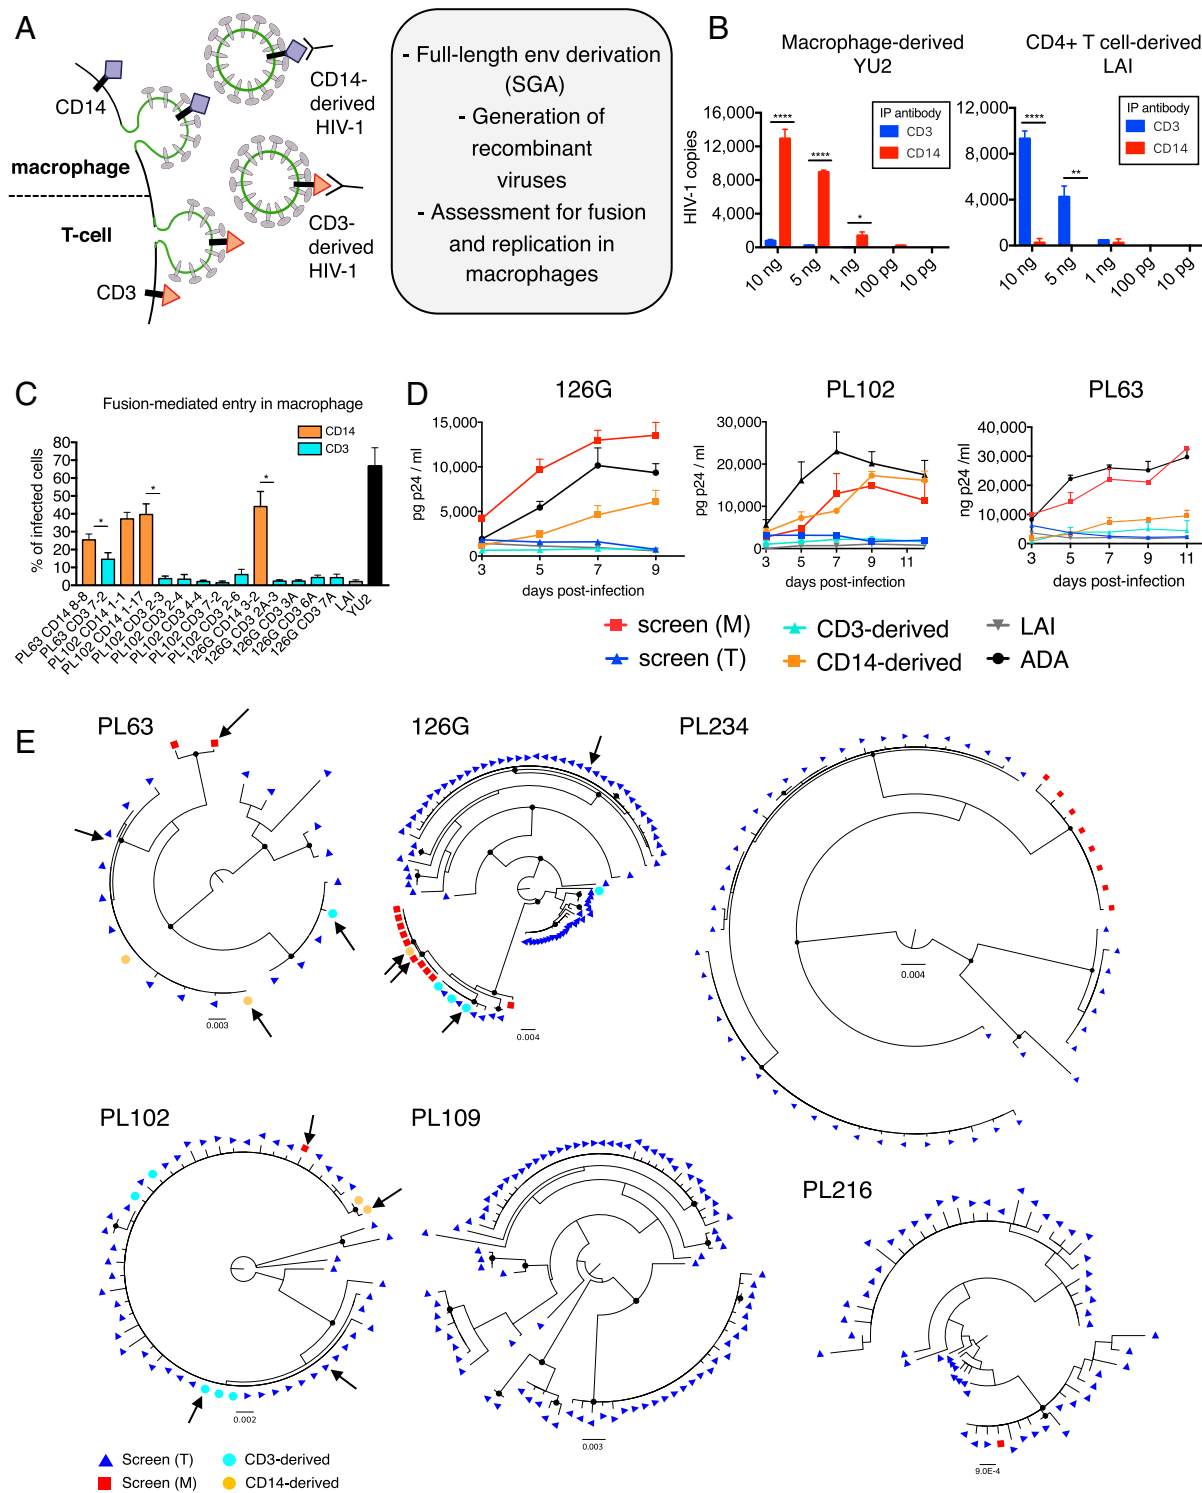 A
CD14
macrophage
T-cell
CD3
CD14-
derived
HIV-1
CD3-
derived
HIV-1
- Full-length env derivation
(SGA)
- Generation of
recombinant
viruses
- Assessment for fusion
and replication in
macrophages
B
Macrophage-derived
YU2
HIV-1 copies
16,000
12,000
8,000
4,000
0
****
****
*
IP antibody
CD3
CD14
10 ng
5 ng
1 ng
100 pg
10 pg
CD4+ T cell-derived
LAI
12,000
8,000
4,000
0
****
**
IP antibody
CD3
CD14
10 ng
5 ng
1 ng
100 pg
10 pg
C
Fusion-mediated entry in macrophage
CD14
CD3
% of infected cells
80
70
60
50
40
30
20
10
0
*
*
*
PL63 CD14 8-8
PL63 CD3 7-2
PL102 CD14 1-1
PL102 CD14 1-17
PL102 CD3 2-3
PL102 CD3 2-4
PL102 CD3 4-4
PL102 CD3 7-2
PL102 CD3 2-6
126G CD14 3-2
126G CD3 2A-3
126G CD3 3A
126G CD3 6A
126G CD3 7A
LAI
YU2
D
126G
pg p24 / ml
15,000
10,000
5,000
0
3
5
7
9
days post-infection
PL102
pg p24 / ml
30,000
20,000
10,000
0
3
5
7
9
11
days post-infection
PL63
ng p24 / ml
40,000
30,000
20,000
10,000
0
3
5
7
9
11
days post-infection
screen (M)
CD3-derived
LAI
screen (T)
CD14-derived
ADA
E
PL63
0.003
126G
0.004
PL234
0.004
PL102
0.002
PL109
0.003
PL216
9.0E-4
Screen (T)
CD3-derived
Screen (M)
CD14-derived